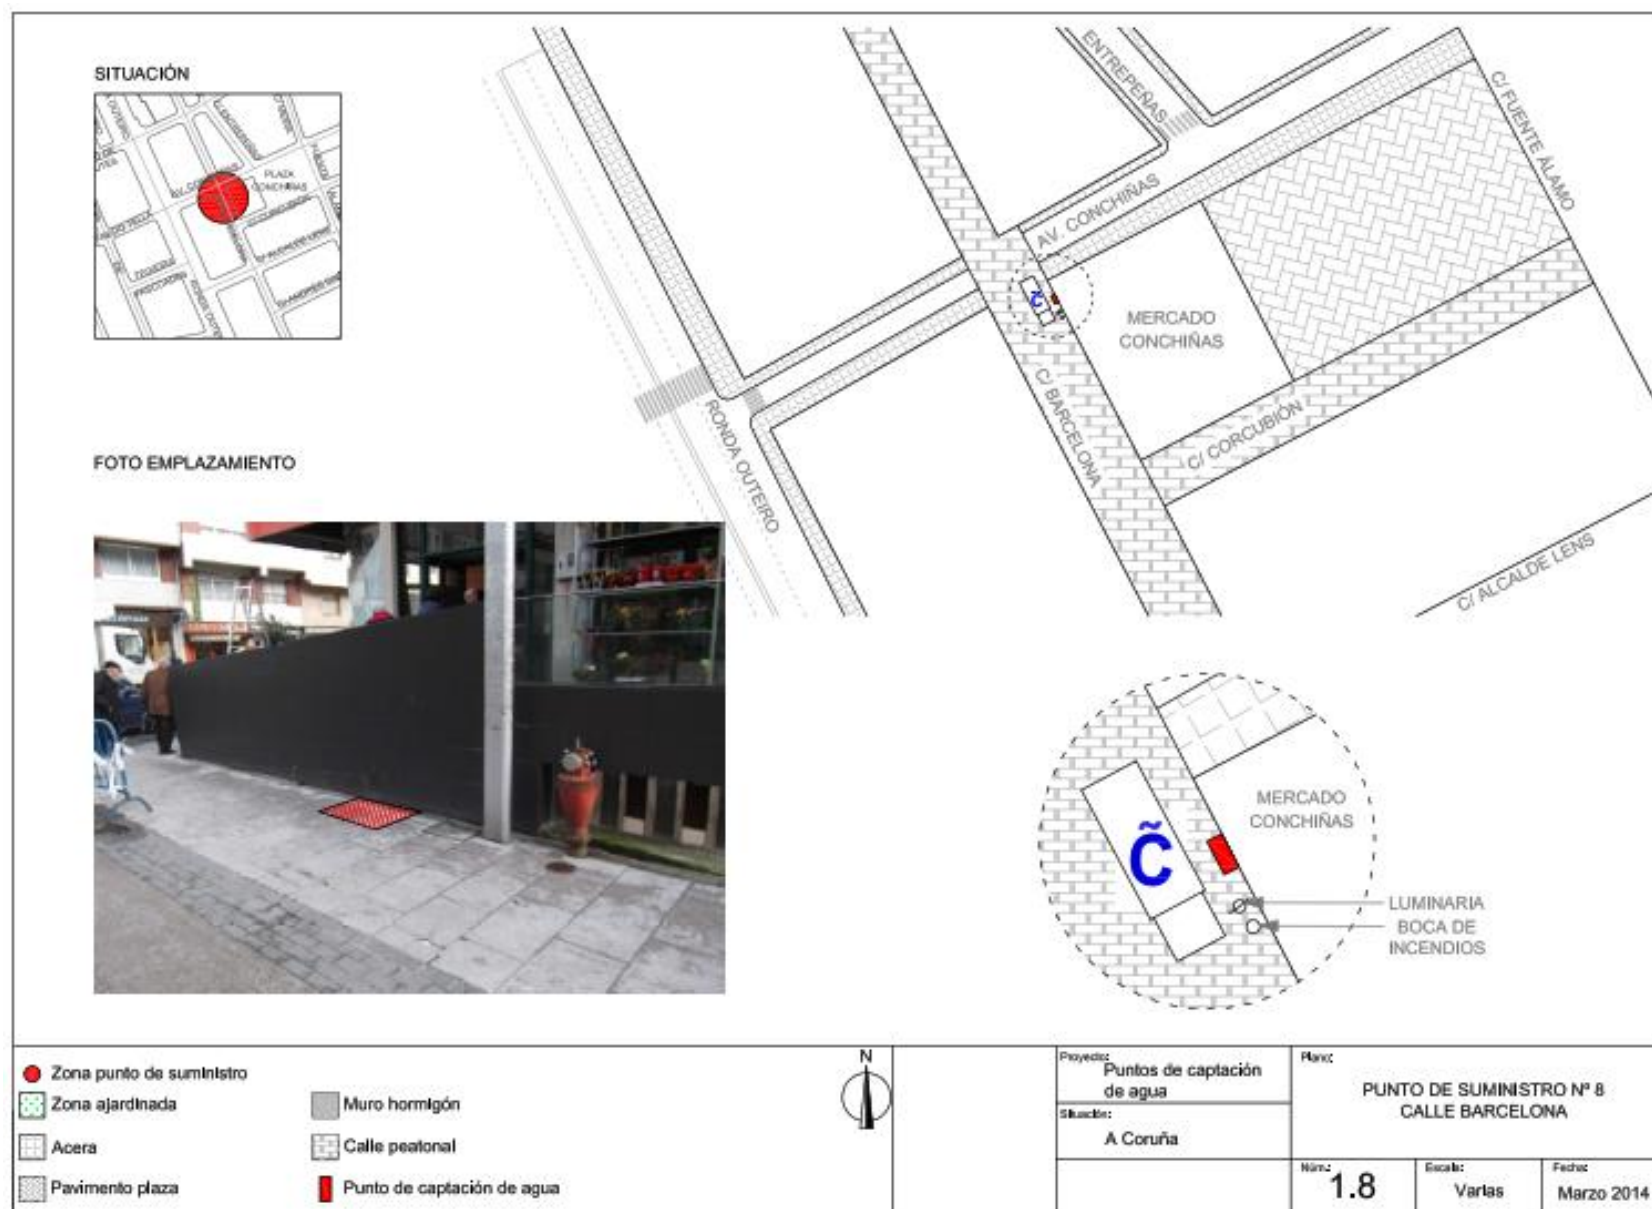 SITUACIÓN
PLAZA
CONCHIÑAS
ENTREPEÑAS
C/ FUENTE ÁLAMO
AV. CONCHIÑAS
C̃
MERCADO
CONCHIÑAS
C/ BARCELONA
C/ CORCUBIÓN
RONDA OUTEIRO
C/ ALCALDE LENS
FOTO EMPLAZAMIENTO
C̃
MERCADO
CONCHIÑAS
LUMINARIA
BOCA DE
INCENDIOS
Zona punto de suministro
Zona ajardinada
Acera
Pavimento plaza
Muro hormigón
Calle peatonal
Punto de captación de agua
N
Proyecto:
Puntos de captación
de agua
Situación:
A Coruña
Plano:
PUNTO DE SUMINISTRO Nº 8
CALLE BARCELONA
Núm.:
1.8
Escala:
Varias
Fecha:
Marzo 2014